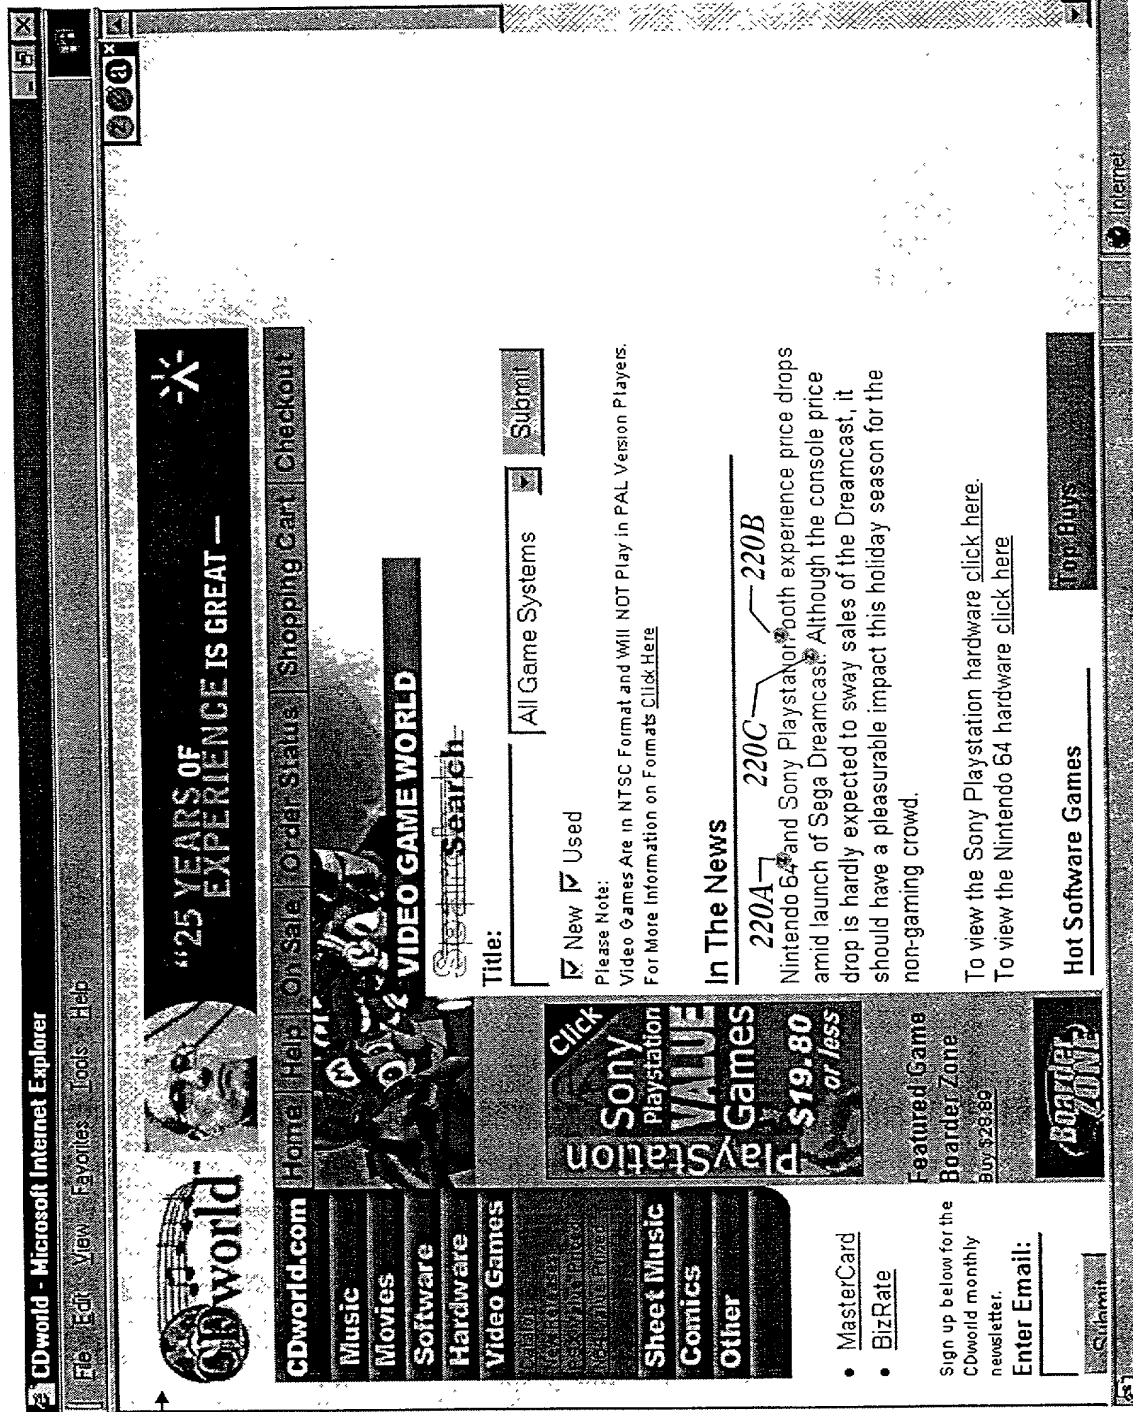 CDworld - Microsoft Internet Explorer
File Edit View Favorites Tools Help
CDworld
"25 YEARS OF
EXPERIENCE IS GREAT—
Home Help On Sale Order Status Shopping Cart Checkout
CDworld.com
Music
Movies
Software
Hardware
Video Games
Sheet Music
Comics
Other
• MasterCard
• BizRate
Sign up below for the
CDworld monthly
newsletter.
Enter Email:
Submit
VIDEO GAME WORLD
PlayStation
Click
Sony
Playstation
VALUE
Games
$19.80
or less
Featured Game
Boarder Zone
Boarder
ZONE
Search
Title:
All Game Systems
Submit
New Used
Please Note:
Video Games Are in NTSC Format and Will NOT Play in PAL Version Players.
For More Information on Formats Click Here
In The News
220A 220C 220B
Nintendo 64 and Sony Playstation both experience price drops
amid launch of Sega Dreamcast. Although the console price
drop is hardly expected to sway sales of the Dreamcast, it
should have a pleasurable impact this holiday season for the
non-gaming crowd.
To view the Sony Playstation hardware click here.
To view the Nintendo 64 hardware click here
Hot Software Games
Top Buys
Internet